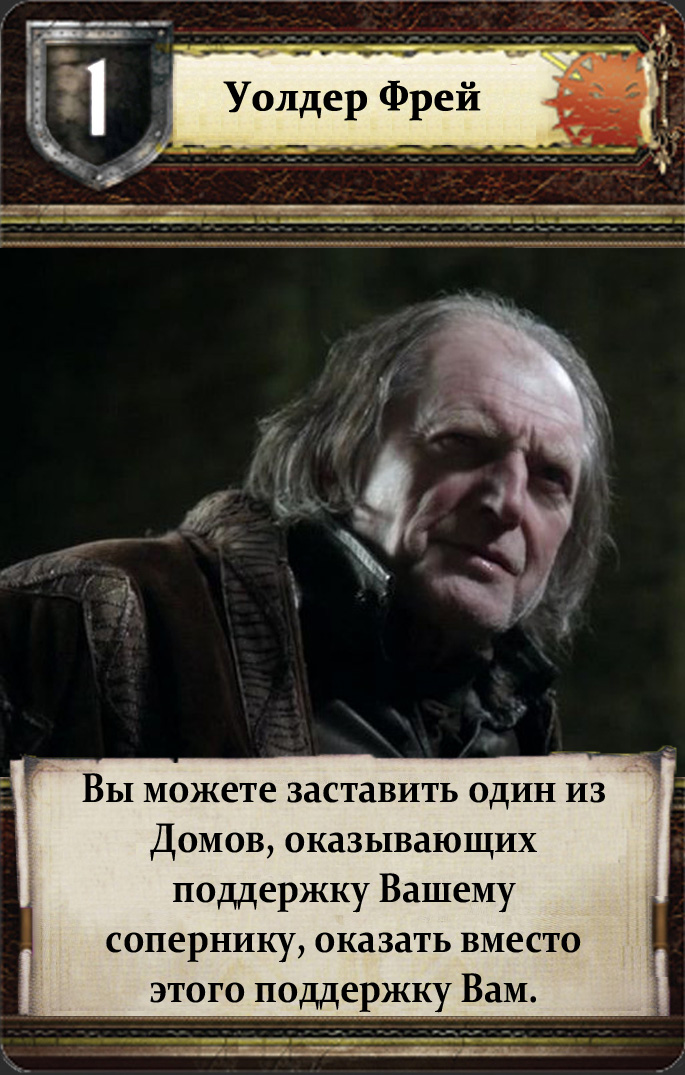 1
Уолдер Фрей
Вы можете заставить один из
Домов, оказывающих
поддержку Вашему
сопернику, оказать вместо
этого поддержку Вам.